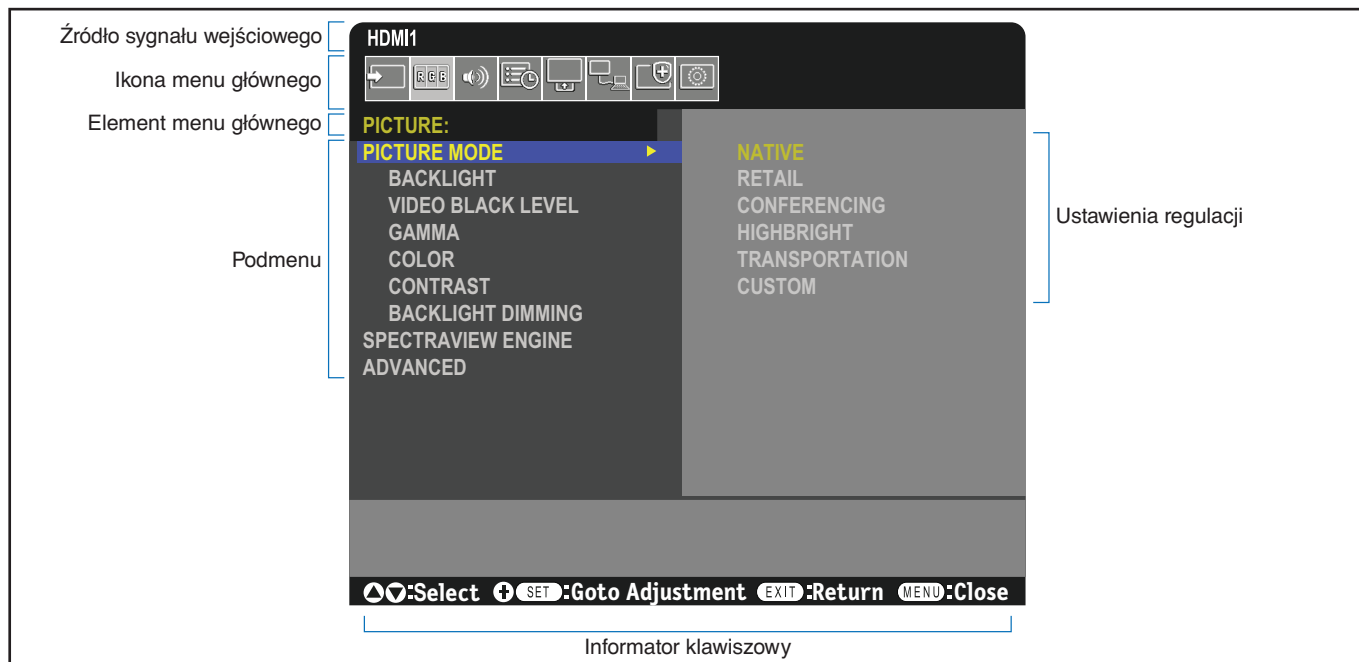 Źródło sygnału wejściowego
HDMI1
Ikona menu głównego
RGB
Element menu głównego
PICTURE:
Podmenu
PICTURE MODE
BACKLIGHT
VIDEO BLACK LEVEL
GAMMA
COLOR
CONTRAST
BACKLIGHT DIMMING
SPECTRAVIEW ENGINE
ADVANCED
NATIVE
RETAIL
CONFERENCING
HIGHBRIGHT
TRANSPORTATION
CUSTOM
Ustawienia regulacji
:Select SET:Goto Adjustment EXIT:Return MENU:Close
Informator klawiszowy